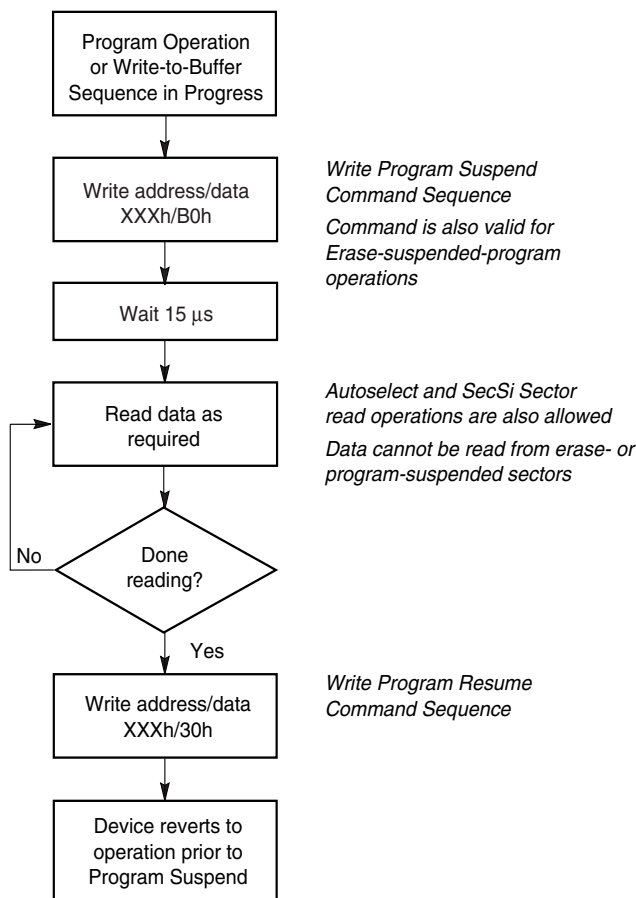 Program Operation
or Write-to-Buffer
Sequence in Progress
Write address/data
XXXh/B0h
Write Program Suspend
Command Sequence
Command is also valid for
Erase-suspended-program
operations
Wait 15 μs
Read data as
required
Autoselect and SecSi Sector
read operations are also allowed
Data cannot be read from erase- or
program-suspended sectors
No
Done
reading?
Yes
Write address/data
XXXh/30h
Write Program Resume
Command Sequence
Device reverts to
operation prior to
Program Suspend